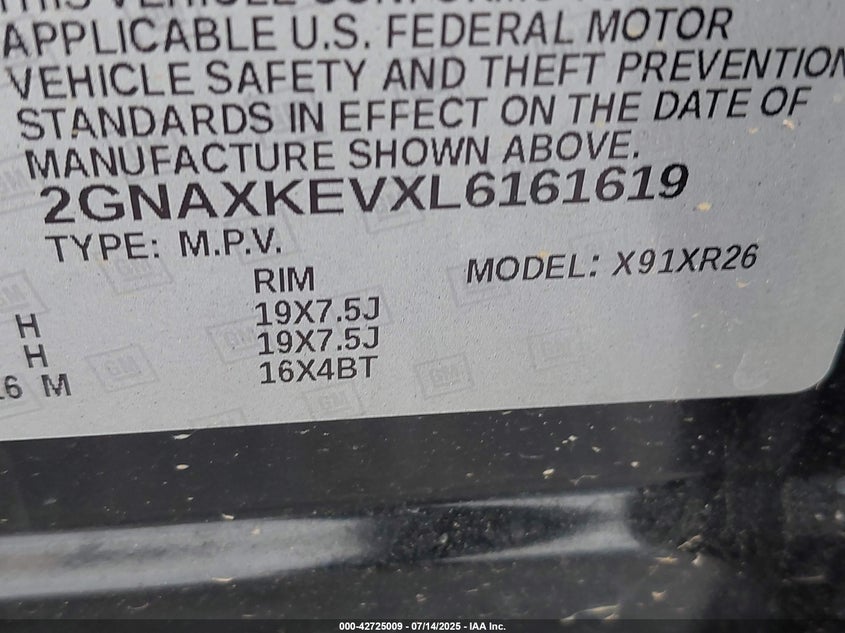 APPLICABLE U.S. FEDERAL MOTOR
VEHICLE SAFETY AND THEFT PREVENTION
STANDARDS IN EFFECT ON THE DATE OF
MANUFACTURE SHOWN ABOVE.
2GNAXKEVXL6161619
TYPE: M.P.V.
MODEL: X91XR26
RIM
H 19X7.5J
H 19X7.5J
6 M 16X4BT
000-42725009 - 07/14/2025 - IAA Inc.